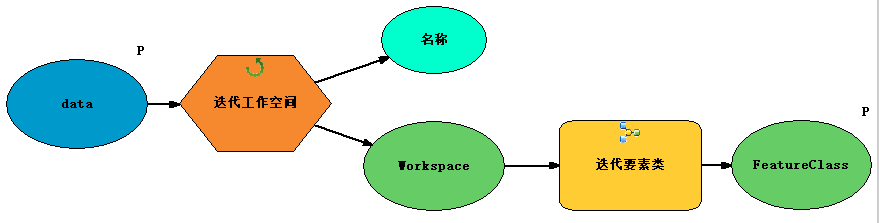 P
data
迭代工作空间
名称
Workspace
迭代要素类
P
FeatureClass